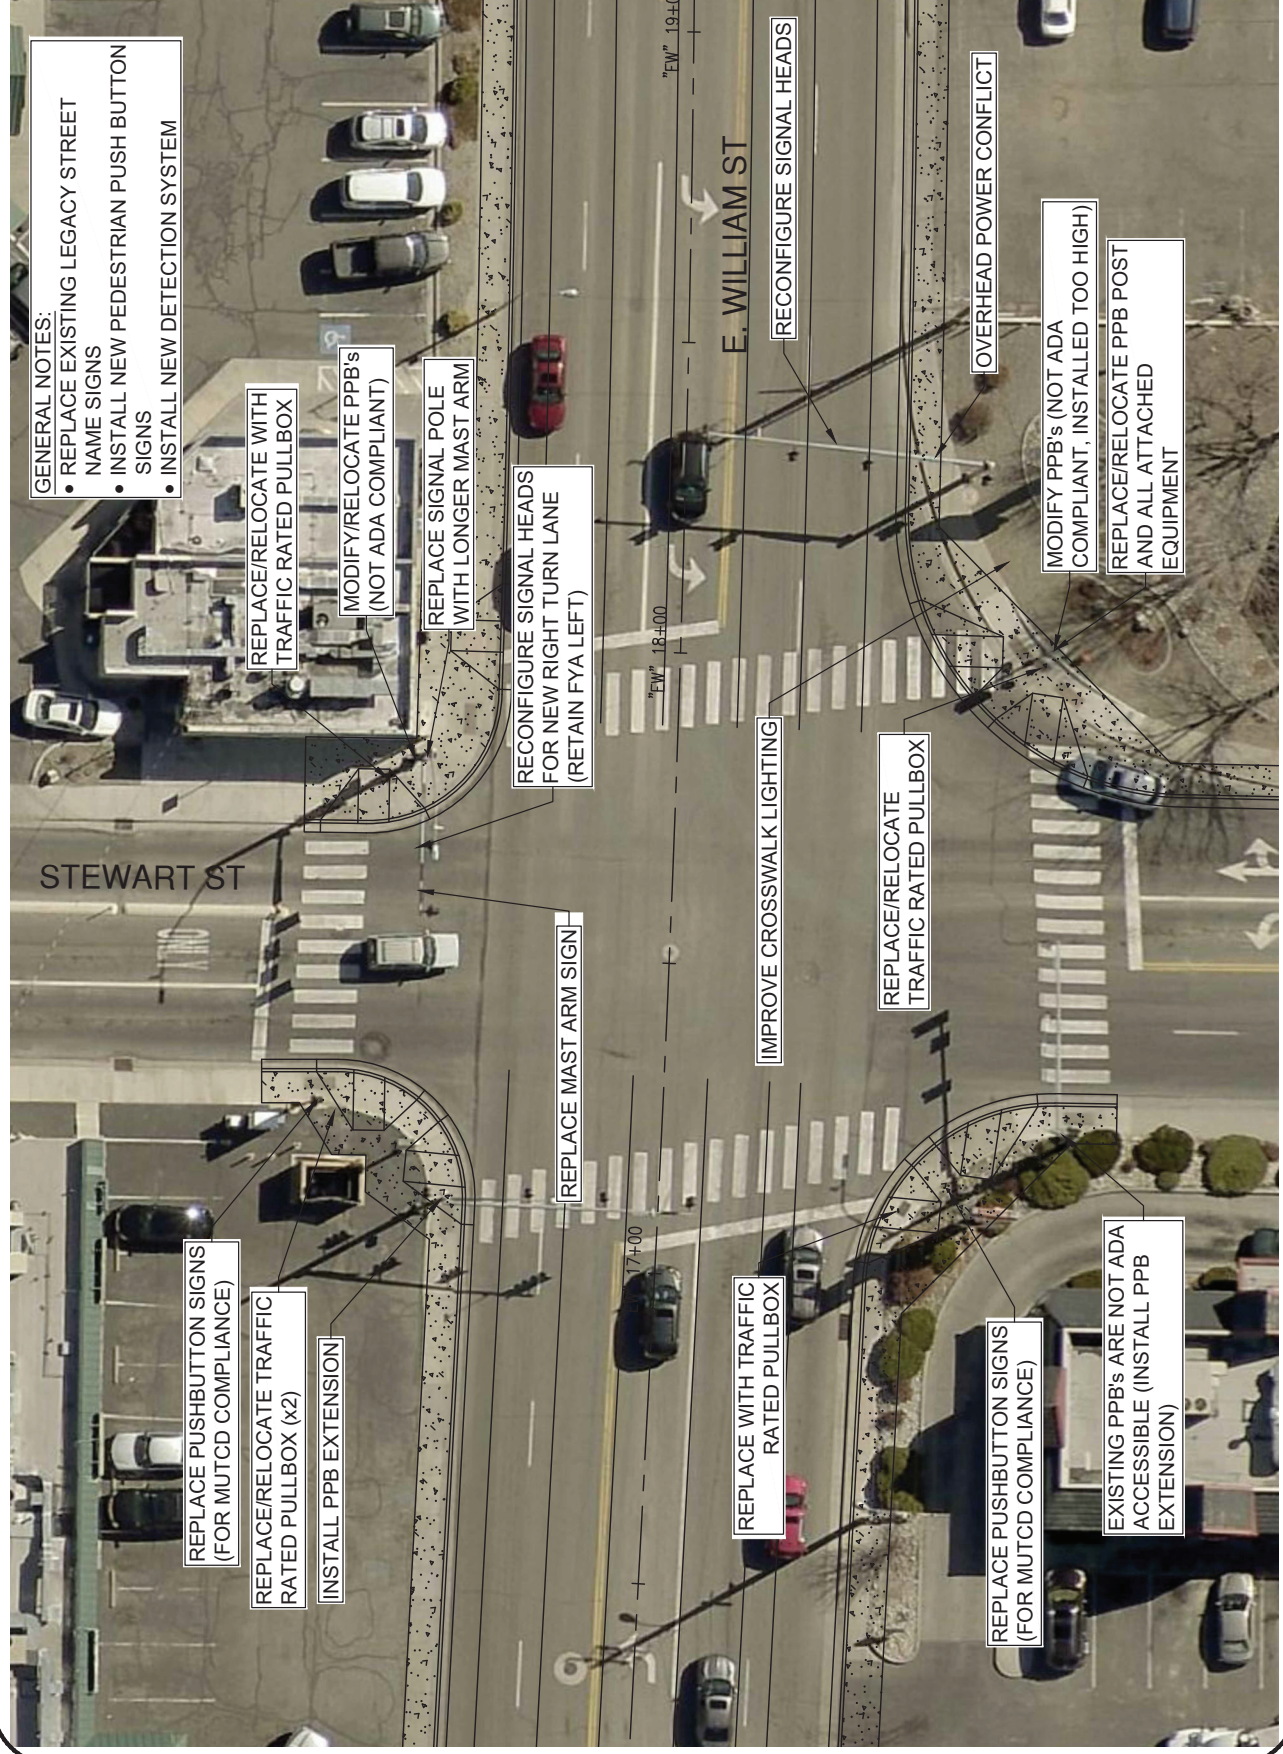 GENERAL NOTES:
• REPLACE EXISTING LEGACY STREET
NAME SIGNS
• INSTALL NEW PEDESTRIAN PUSH BUTTON
SIGNS
• INSTALL NEW DETECTION SYSTEM
REPLACE/RELOCATE WITH
TRAFFIC RATED PULLBOX
MODIFY/RELOCATE PPB's
(NOT ADA COMPLIANT)
REPLACE SIGNAL POLE
WITH LONGER MAST ARM
RECONFIGURE SIGNAL HEADS
FOR NEW RIGHT TURN LANE
(RETAIN FYA LEFT)
STEWART ST
ONLY
REPLACE MAST ARM SIGN
REPLACE PUSHBUTTON SIGNS
(FOR MUTCD COMPLIANCE)
REPLACE/RELOCATE TRAFFIC
RATED PULLBOX (x2)
INSTALL PPB EXTENSION
17+00
"EW" 18+00
"EW" 19+0
E. WILLIAM ST
RECONFIGURE SIGNAL HEADS
OVERHEAD POWER CONFLICT
MODIFY PPB's (NOT ADA
COMPLIANT, INSTALLED TOO HIGH)
REPLACE/RELOCATE PPB POST
AND ALL ATTACHED
EQUIPMENT
IMPROVE CROSSWALK LIGHTING
REPLACE/RELOCATE
TRAFFIC RATED PULLBOX
REPLACE WITH TRAFFIC
RATED PULLBOX
REPLACE PUSHBUTTON SIGNS
(FOR MUTCD COMPLIANCE)
EXISTING PPB's ARE NOT ADA
ACCESSIBLE (INSTALL PPB
EXTENSION)